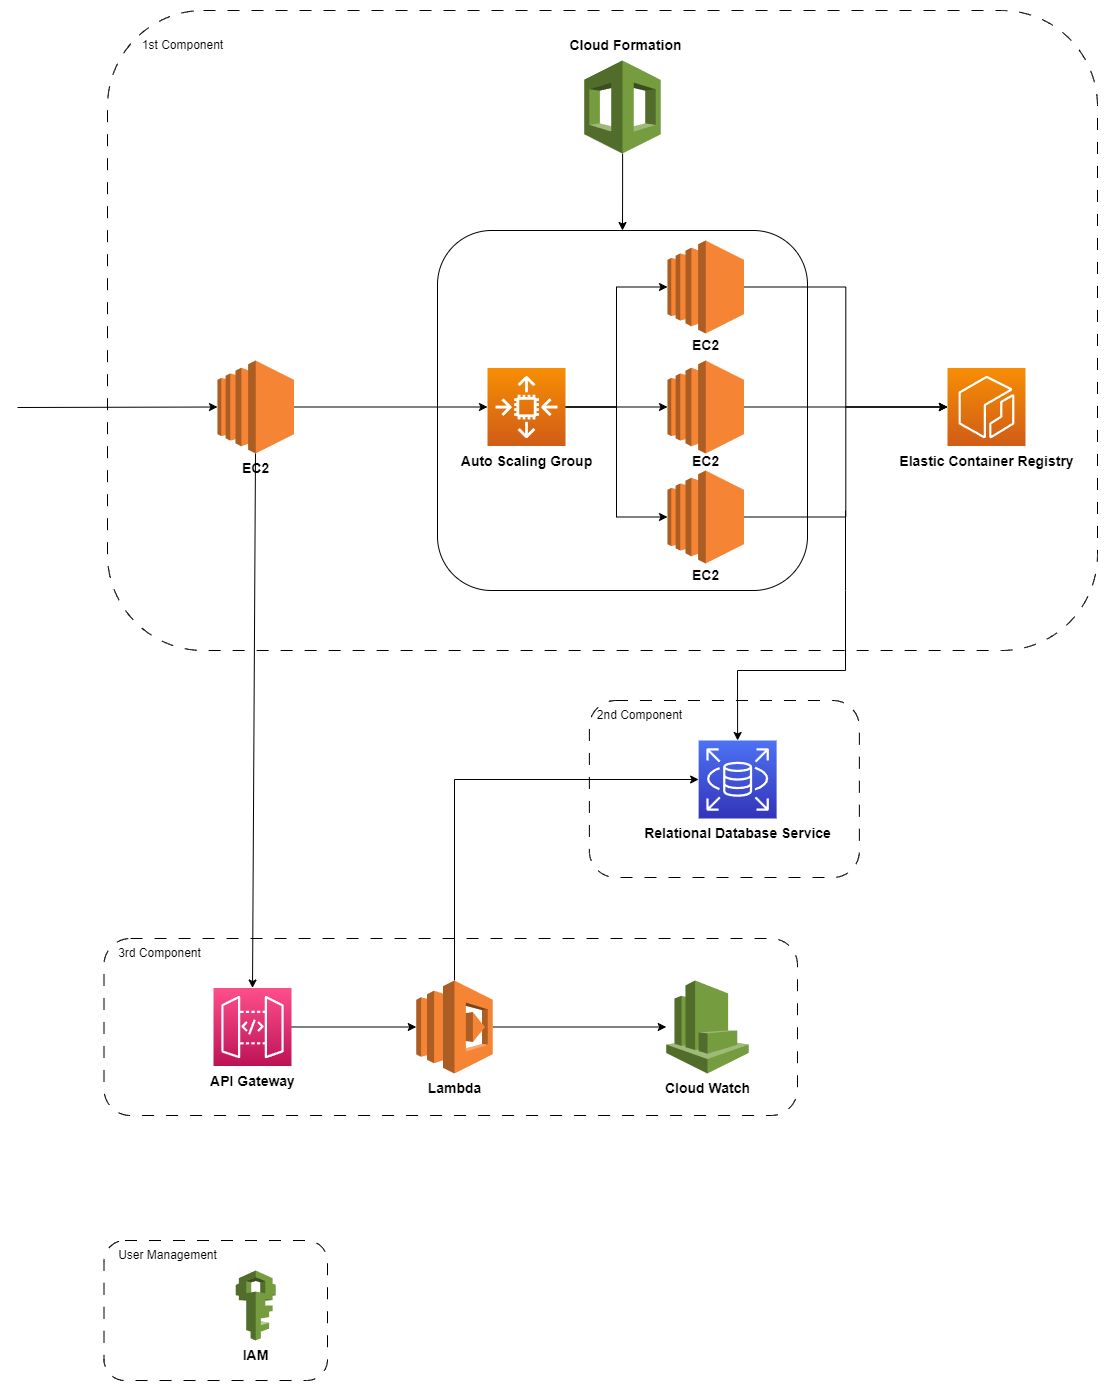 1st Component
Cloud Formation
EC2
EC2
Auto Scaling Group
EC2
Elastic Container Registry
EC2
EC2
2nd Component
Relational Database Service
3rd Component
API Gateway
Lambda
Cloud Watch
User Management
IAM